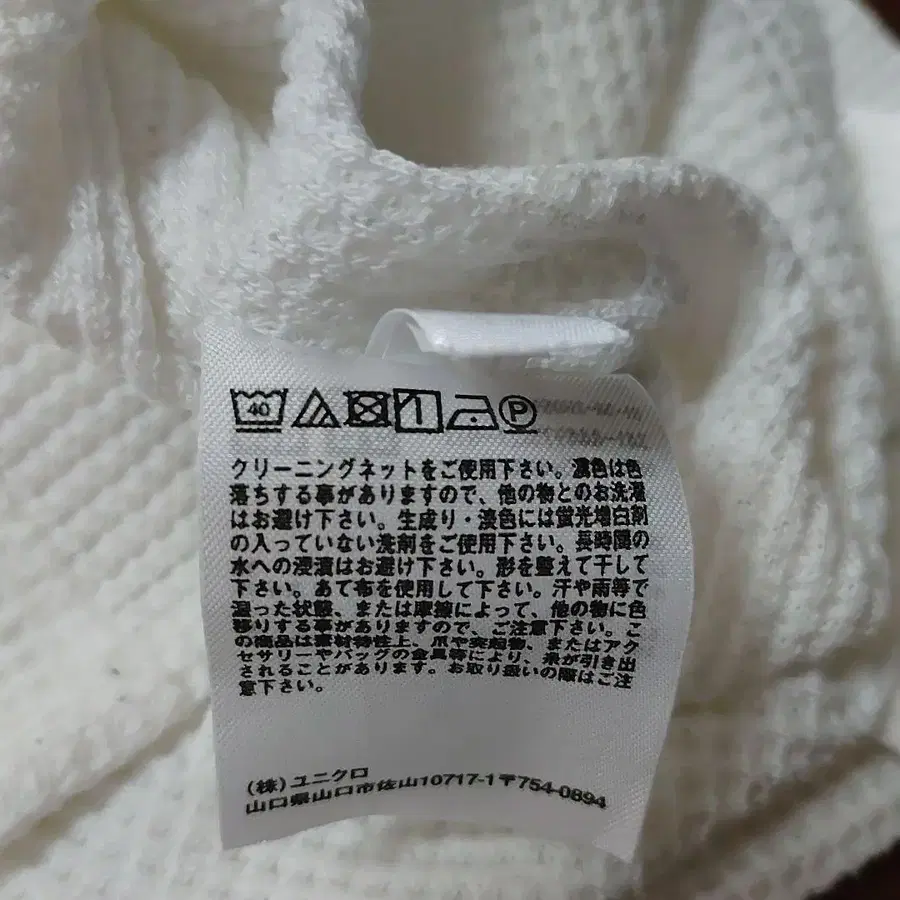 40 P
クリーニングネットをご使用下さい。濃色は色
落ちする事がありますので、他の物とのお洗濯
はお避け下さい。生成り・淡色には蛍光増白剤
の入っていない洗剤をご使用下さい。長時間の
水への浸漬はお避け下さい。形を整えて干して
下さい。あて布を使用して下さい。汗や雨等で
湿った状態、または摩擦によって、他の物に色
移りする事がありますので、ご注意下さい。こ
の商品は素材特性上、爪や突起物、またはアク
セサリーやバッグの金具等により、糸が引き出
されることがあります。お取り扱いの際はご注
意下さい。
(株)ユニクロ
山口県山口市佐山10717-1〒754-0894